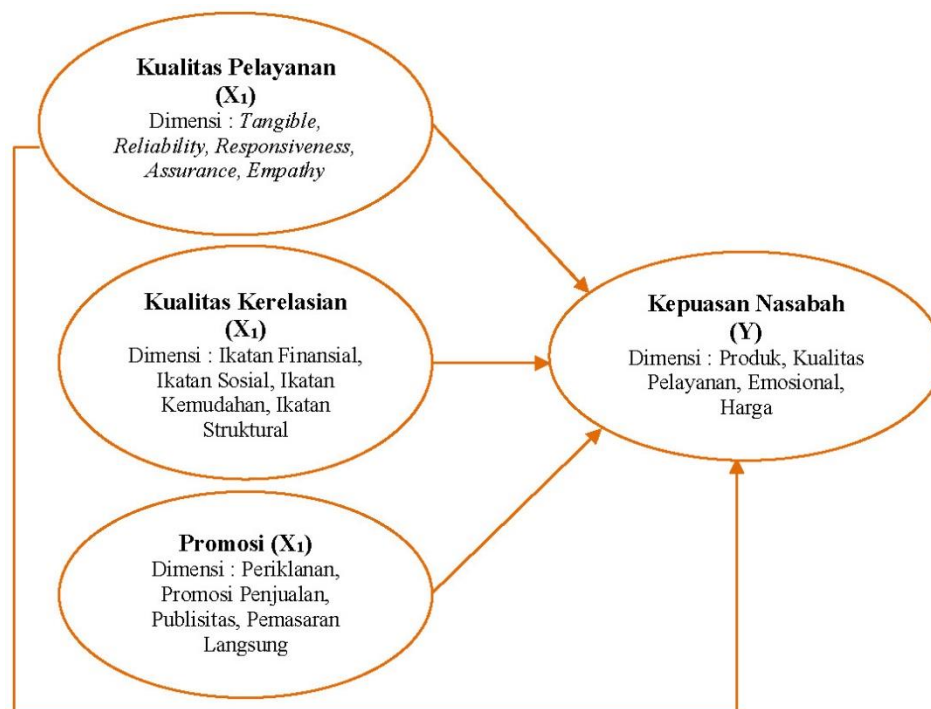 Kualitas Pelayanan
(X₁)
Dimensi : Tangible,
Reliability, Responsiveness,
Assurance, Empathy
Kualitas Kerelasian
(X₁)
Dimensi : Ikatan Finansial,
Ikatan Sosial, Ikatan
Kemudahan, Ikatan
Struktural
Promosi (X₁)
Dimensi : Periklanan,
Promosi Penjualan,
Publisitas, Pemasaran
Langsung
Kepuasan Nasabah
(Y)
Dimensi : Produk, Kualitas
Pelayanan, Emosional,
Harga